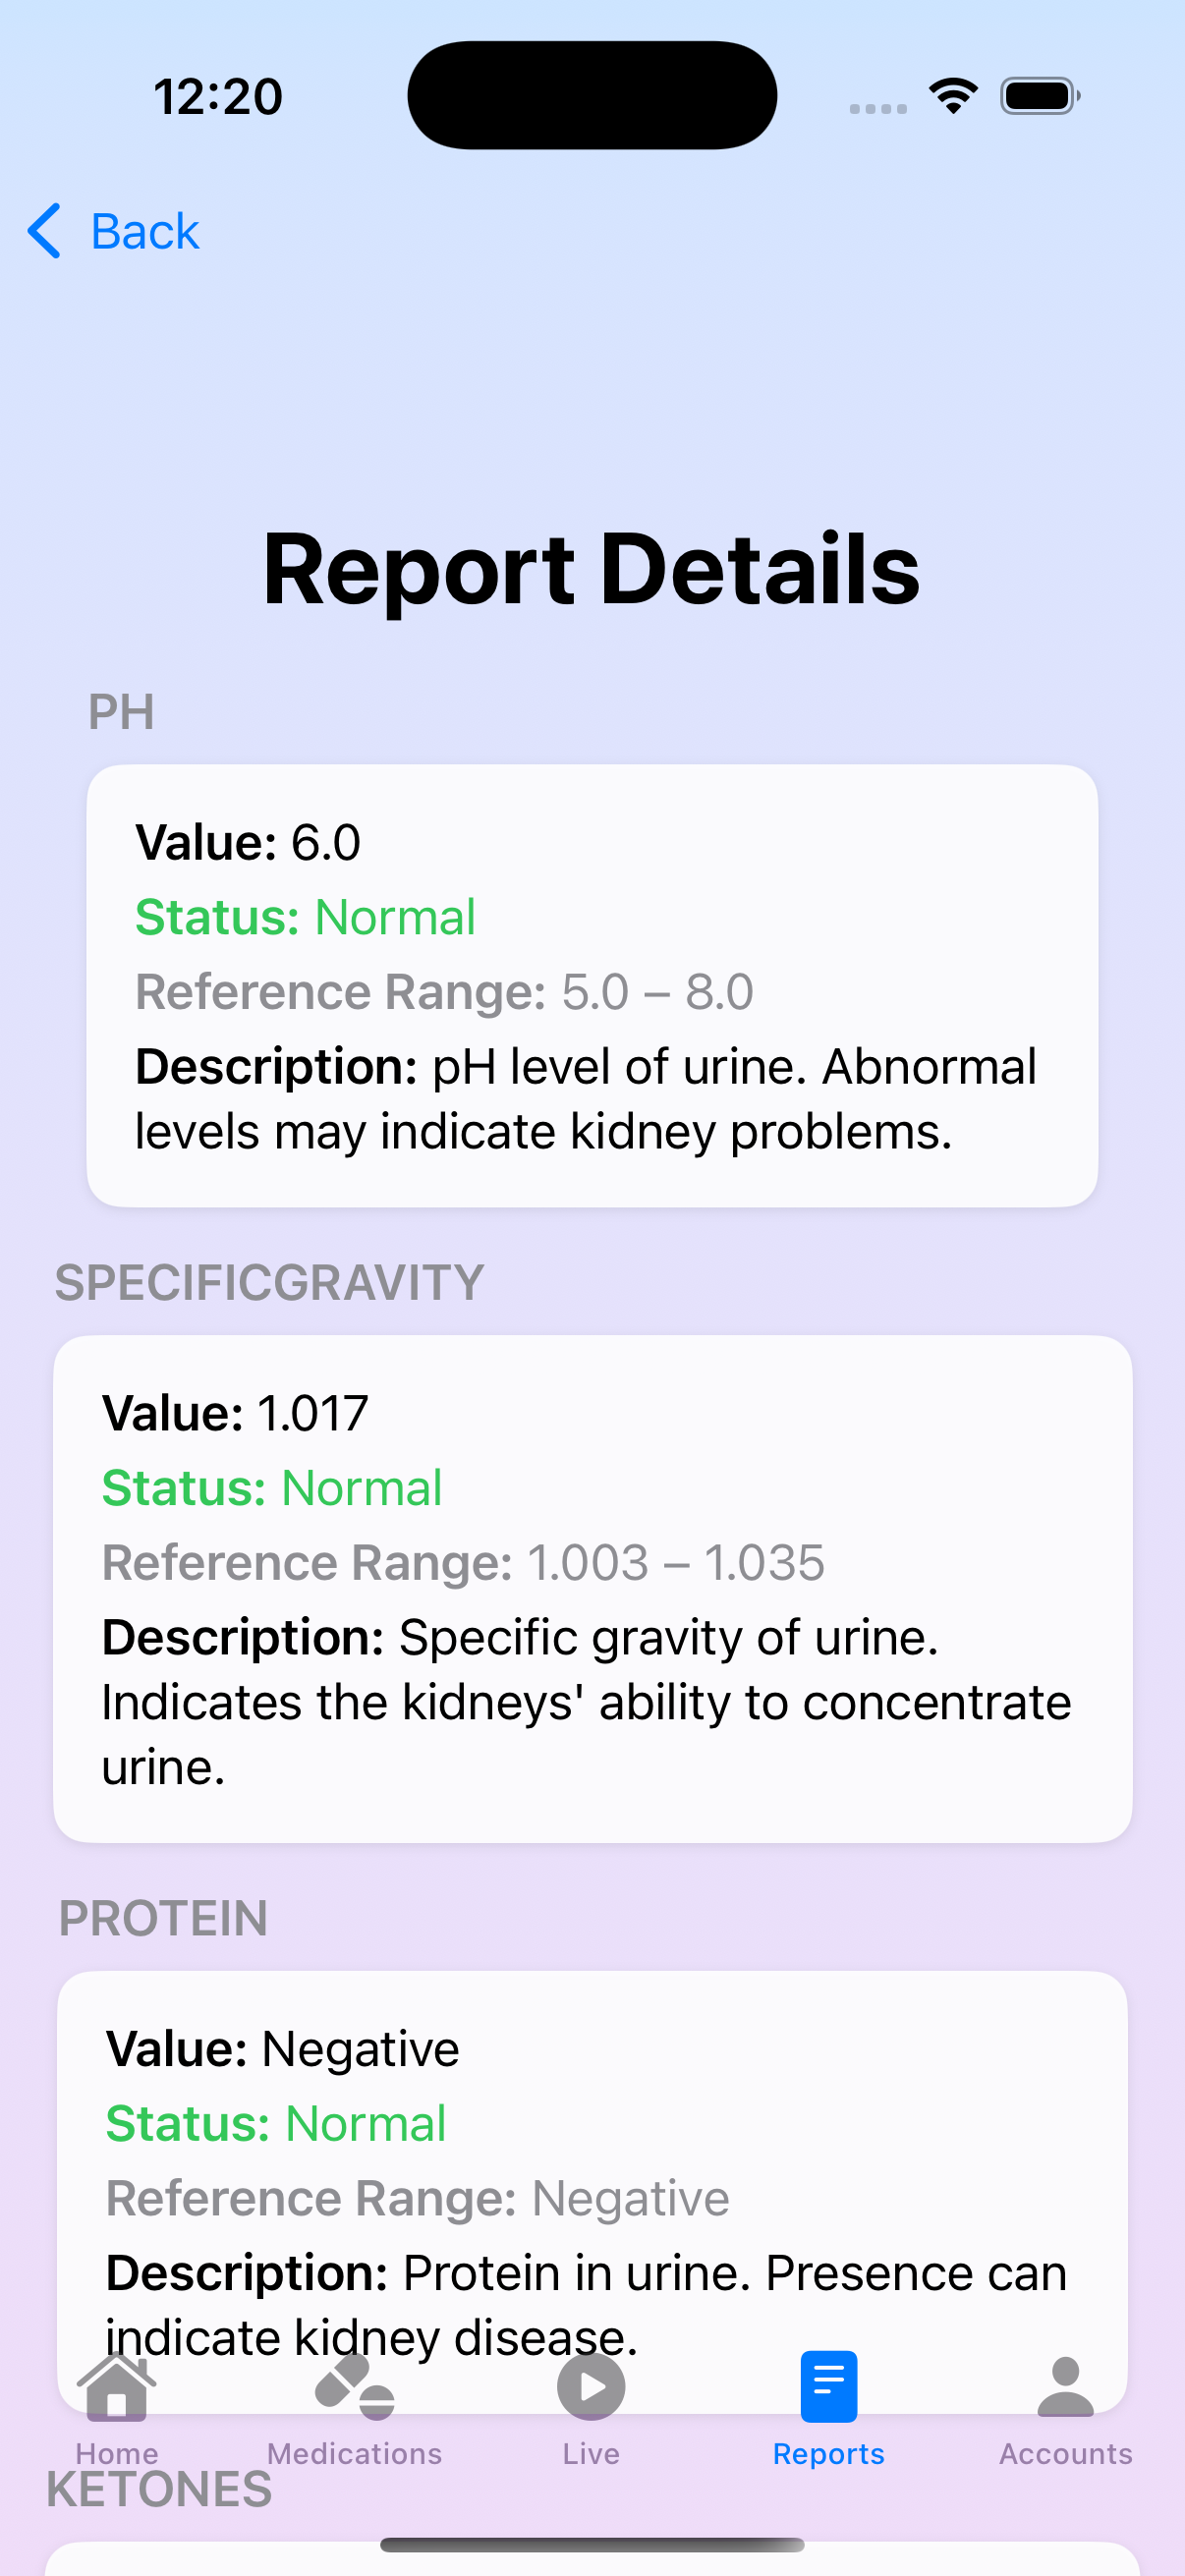 12:20
Back
Report Details
PH
Value: 6.0
Status: Normal
Reference Range: 5.0 – 8.0
Description: pH level of urine. Abnormal
levels may indicate kidney problems.
SPECIFICGRAVITY
Value: 1.017
Status: Normal
Reference Range: 1.003 – 1.035
Description: Specific gravity of urine.
Indicates the kidneys' ability to concentrate
urine.
PROTEIN
Value: Negative
Status: Normal
Reference Range: Negative
Description: Protein in urine. Presence can
indicate kidney disease.
Home Medications Live Reports Accounts
KETONES